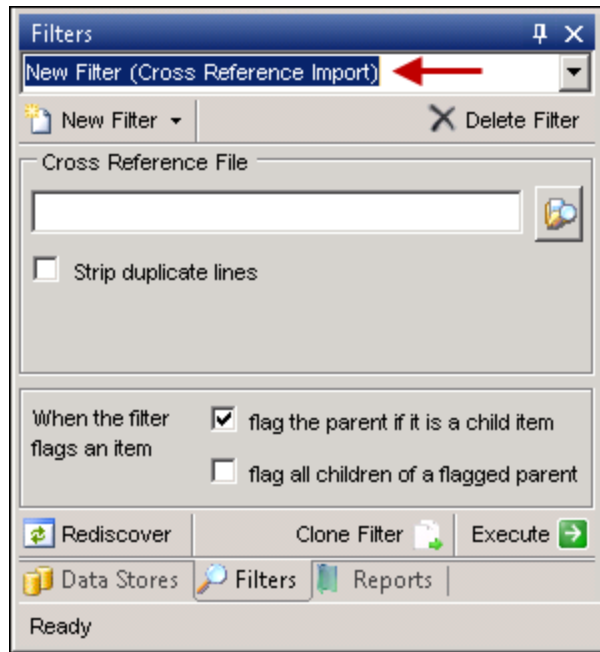 Filters
New Filter (Cross Reference Import)
New Filter Delete Filter
Cross Reference File
Strip duplicate lines
When the filter flag the parent if it is a child item
flags an item
flag all children of a flagged parent
Rediscover Clone Filter Execute
Data Stores Filters Reports
Ready